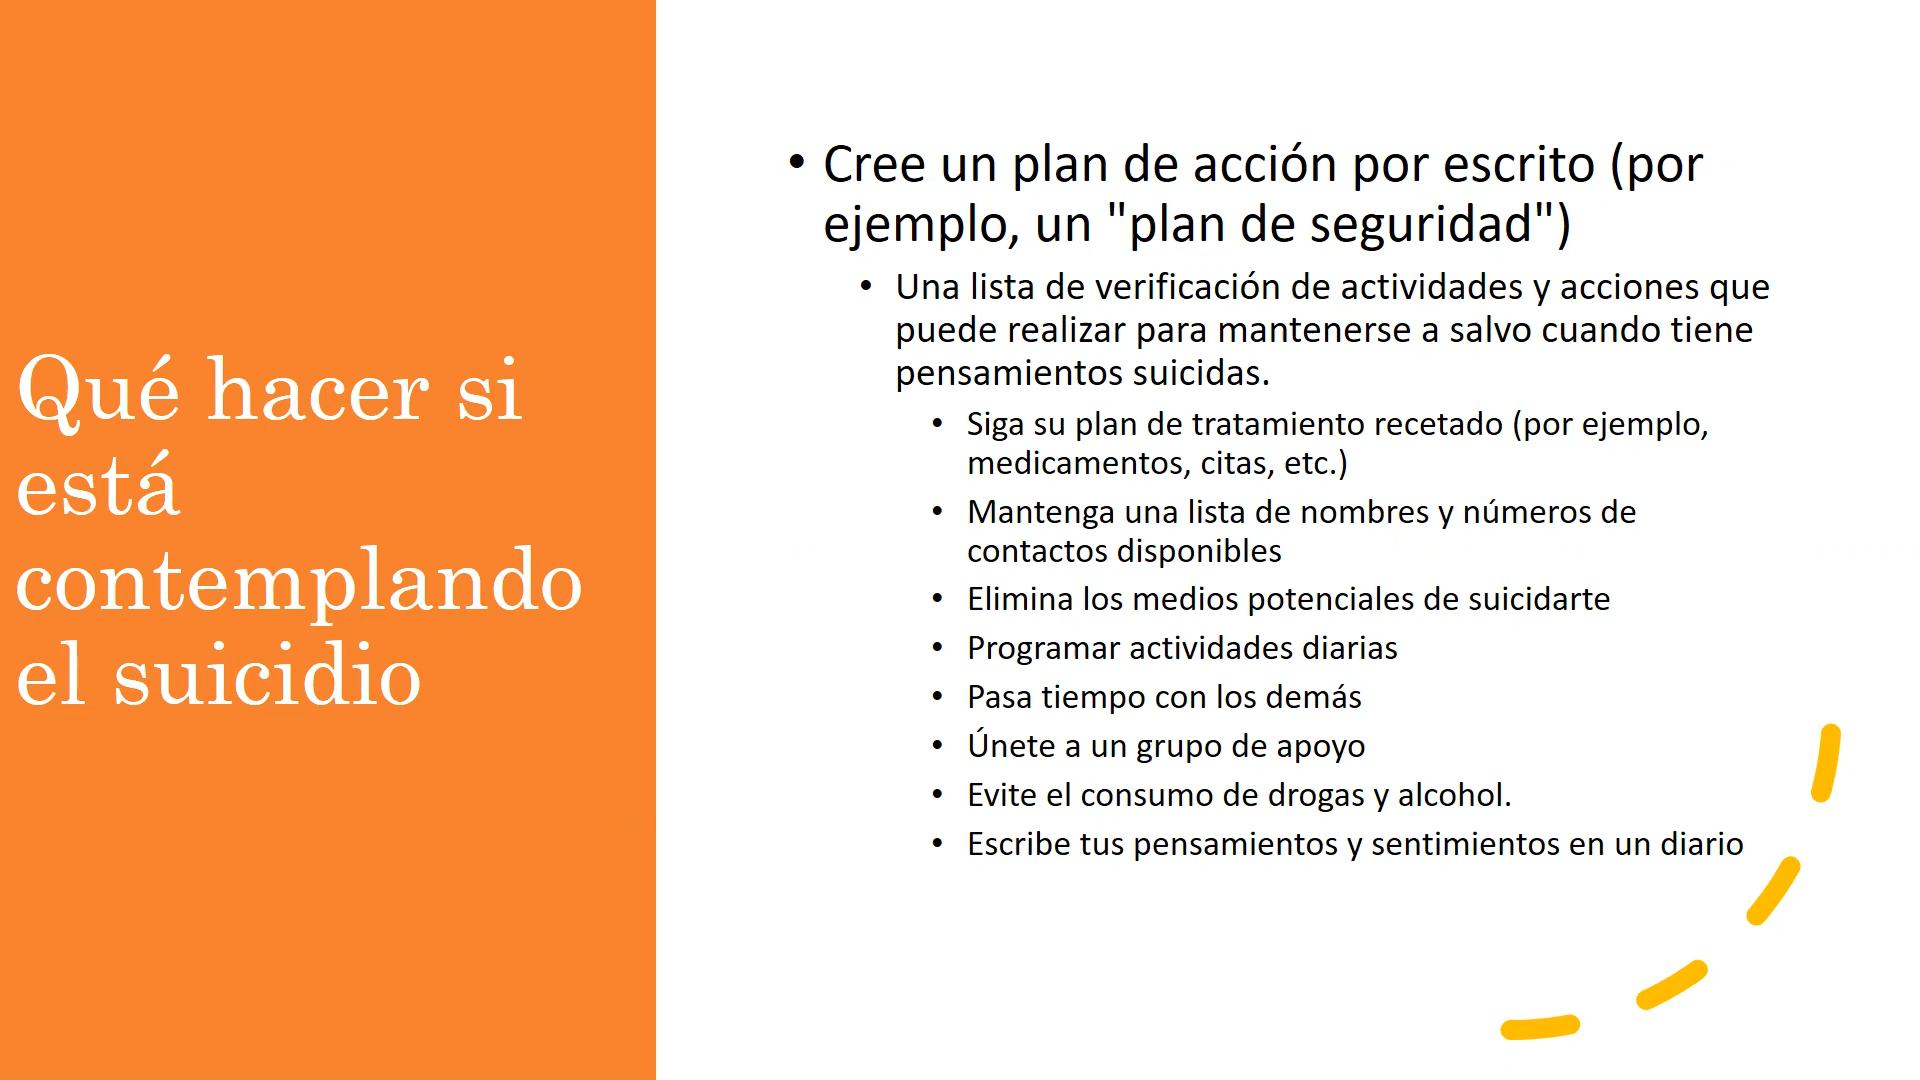 Qué hacer si
está
contemplando
el suicidio
• Cree un plan de acción por escrito (por
ejemplo, un "plan de seguridad")
• Una lista de verificación de actividades y acciones que
puede realizar para mantenerse a salvo cuando tiene
pensamientos suicidas.
• Siga su plan de tratamiento recetado (por ejemplo,
medicamentos, citas, etc.)
• Mantenga una lista de nombres y números de
contactos disponibles
• Elimina los medios potenciales de suicidarte
• Programar actividades diarias
• Pasa tiempo con los demás
• Únete a un grupo de apoyo
• Evite el consumo de drogas y alcohol.
• Escribe tus pensamientos y sentimientos en un diario